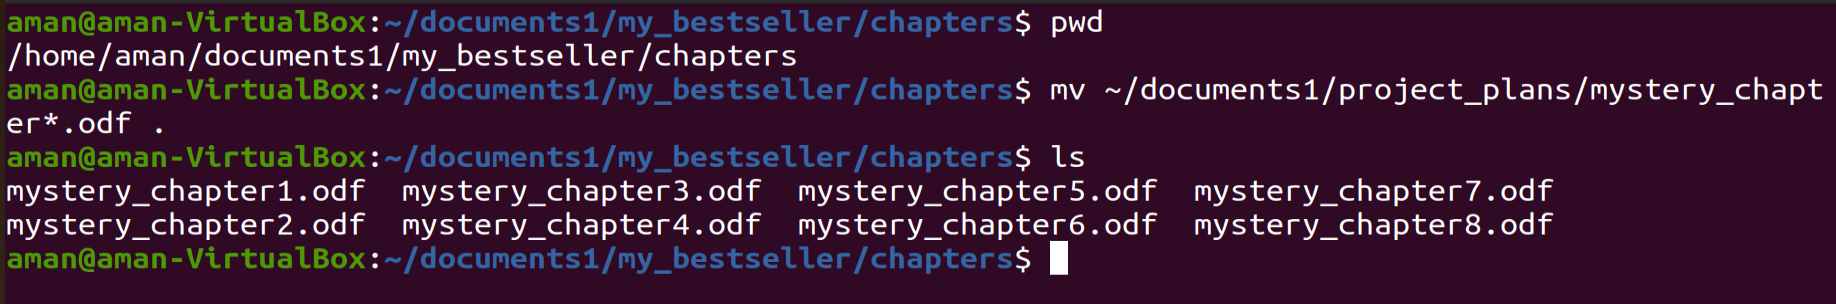 aman@aman-VirtualBox:~/documents1/my_bestseller/chapters$ pwd
/home/aman/documents1/my_bestseller/chapters
aman@aman-VirtualBox:~/documents1/my_bestseller/chapters$ mv ~/documents1/project_plans/mystery_chapt
er*.odf .
aman@aman-VirtualBox:~/documents1/my_bestseller/chapters$ ls
mystery_chapter1.odf  mystery_chapter3.odf  mystery_chapter5.odf  mystery_chapter7.odf
mystery_chapter2.odf  mystery_chapter4.odf  mystery_chapter6.odf  mystery_chapter8.odf
aman@aman-VirtualBox:~/documents1/my_bestseller/chapters$